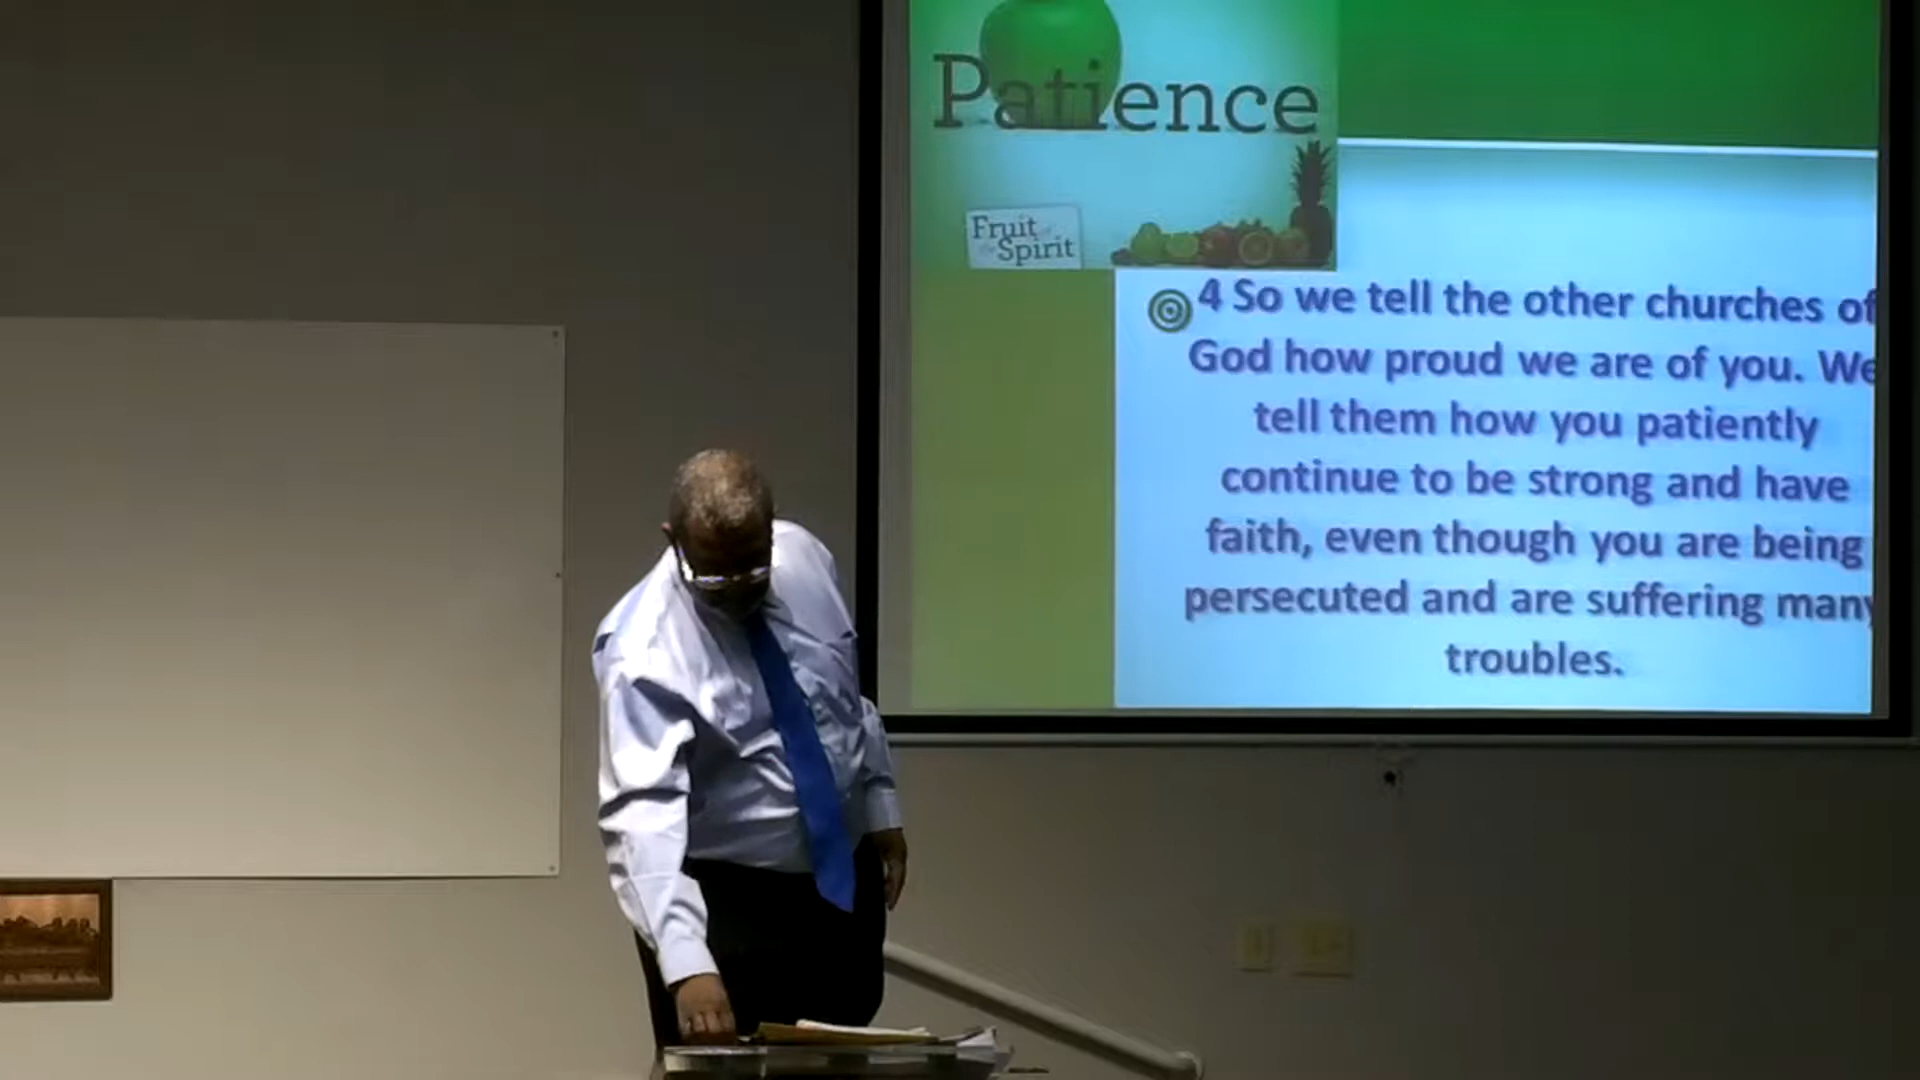 Patience
Fruit
of the
Spirit
4 So we tell the other churches of
God how proud we are of you. We
tell them how you patiently
continue to be strong and have
faith, even though you are being
persecuted and are suffering many
troubles.